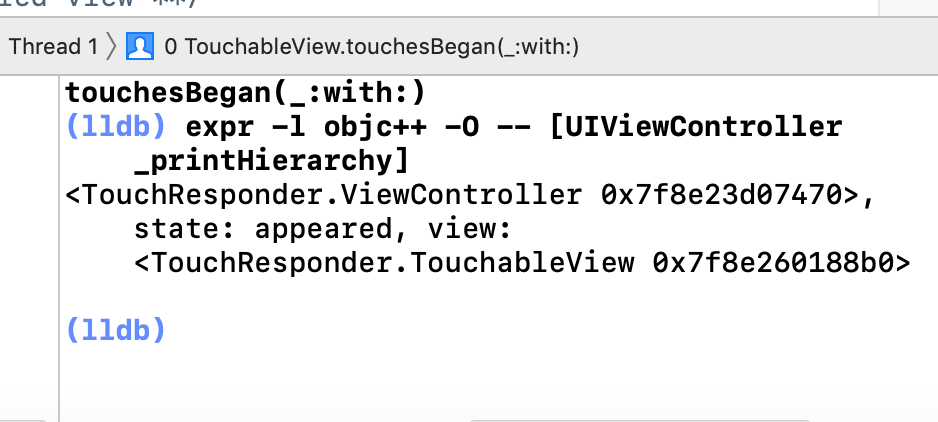 Thread 1 〉 0 TouchableView.touchesBegan(_:with:)
touchesBegan(_:with:)
(lldb) expr -l objc++ -O -- [UIViewController
_printHierarchy]
<TouchResponder.ViewController 0x7f8e23d07470>,
state: appeared, view:
<TouchResponder.TouchableView 0x7f8e260188b0>
(lldb)